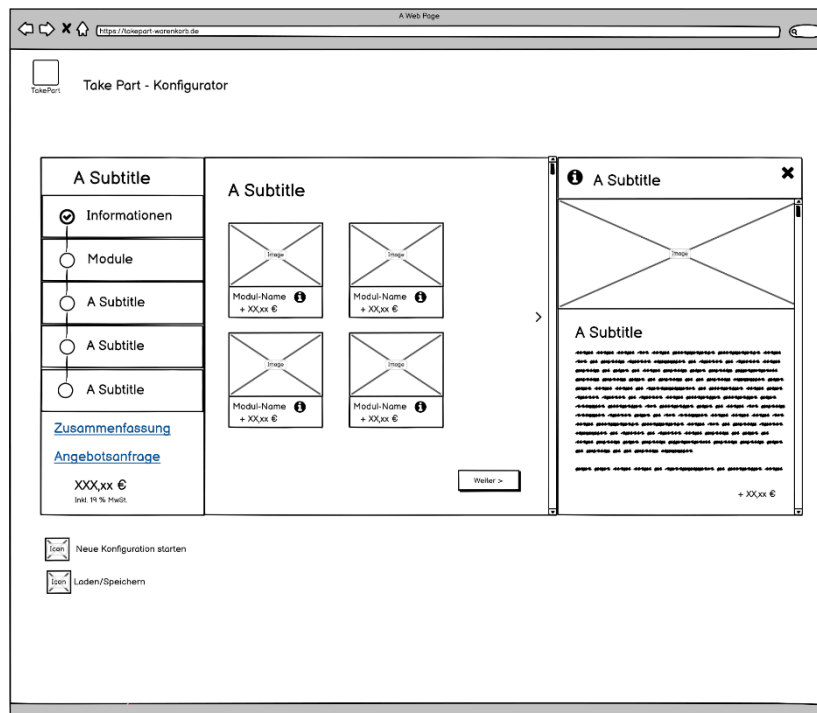 A Web Page
https://takepart-warenkorb.de
TakePart
Take Part - Konfigurator
A Subtitle
Informationen
Module
A Subtitle
A Subtitle
A Subtitle
Zusammenfassung
Angebotsanfrage
XXX,xx €
Inkl. 19 % MwSt.
A Subtitle
Image
Image
Modul-Name
Modul-Name
+ XX,xx €
+ XX,xx €
Image
Image
Modul-Name
Modul-Name
+ XX,xx €
+ XX,xx €
>
Weiter >
A Subtitle
Image
A Subtitle
+ XX,xx €
Icon
Neue Konfiguration starten
Icon
Laden/Speichern